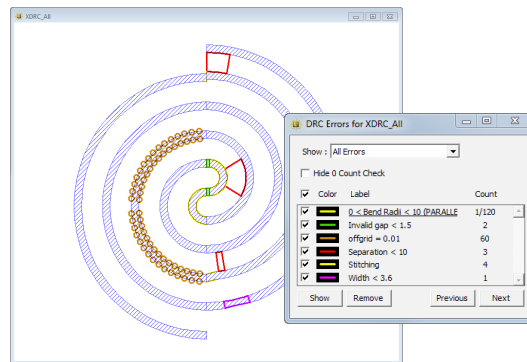 XDRC_All
DRC Errors for XDRC_All
Show : All Errors
Hide 0 Count Check
Color Label Count
0 < Bend Radii < 10 (PARALLE 1/120
Invalid gap < 1.5 2
offgrid = 0.01 60
Separation < 10 3
Stitching 4
Width < 3.6 1
Show Remove Previous Next